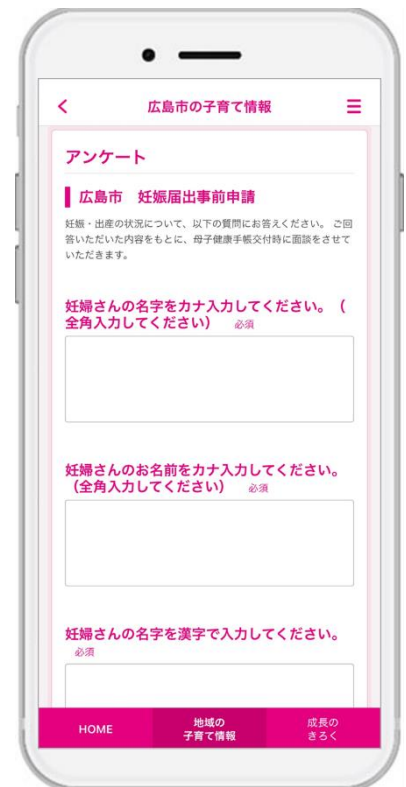 広島市の子育て情報
アンケート
広島市　妊娠届出事前申請
妊娠・出産の状況について、以下の質問にお答えください。 ご回
答いただいた内容をもとに、母子健康手帳交付時に面談をさせて
いただきます。
妊婦さんの名字をカナ入力してください。（
全角入力してください）　必須
妊婦さんのお名前をカナ入力してください。
（全角入力してください）　必須
妊婦さんの名字を漢字で入力してください。
必須
HOME
地域の
子育て情報
成長の
きろく